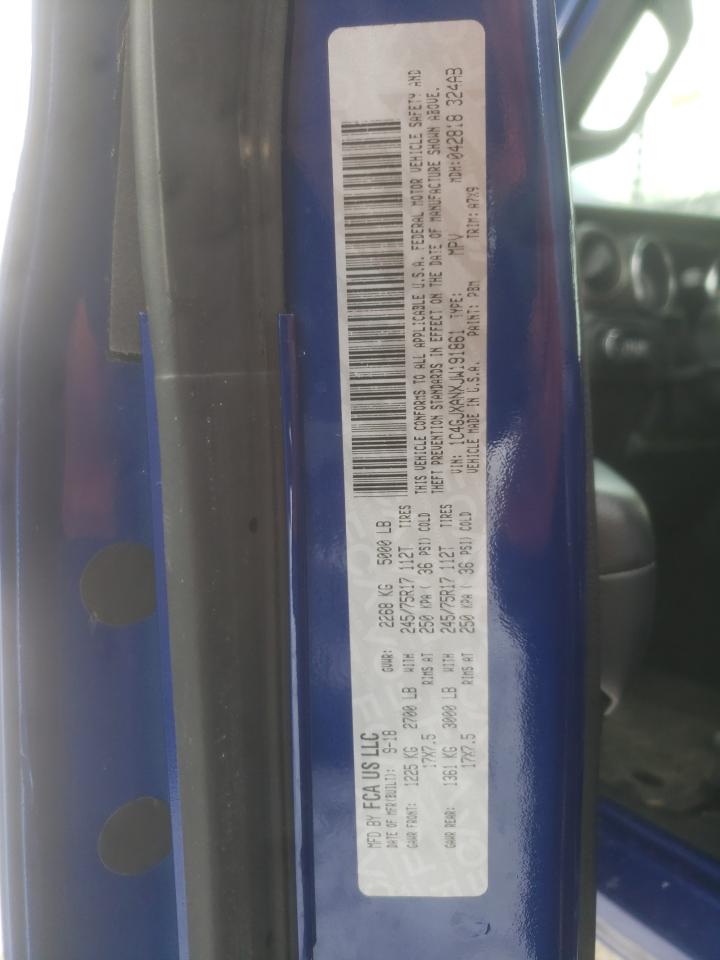 MFD BY FCA US LLC
DATE OF MFR(BUILT): 9-18 GVWR: 2268 KG 5000 LB
GAWR FRONT: 1225 KG 2700 LB WITH 245/75R17 112T TIRES
17X7.5 RIMS AT 250 KPA ( 36 PSI) COLD
GAWR REAR: 1361 KG 3000 LB WITH 245/75R17 112T TIRES
17X7.5 RIMS AT 250 KPA ( 36 PSI) COLD
THIS VEHICLE CONFORMS TO ALL APPLICABLE U.S.A. FEDERAL MOTOR VEHICLE SAFETY AND
THEFT PREVENTION STANDARDS IN EFFECT ON THE DATE OF MANUFACTURE SHOWN ABOVE.
VIN: 1C4GJXANXJW191861 TYPE: MPV MDH:042818 324AB
VEHICLE MADE IN U.S.A. PAINT: PBM TRIM: A7X9